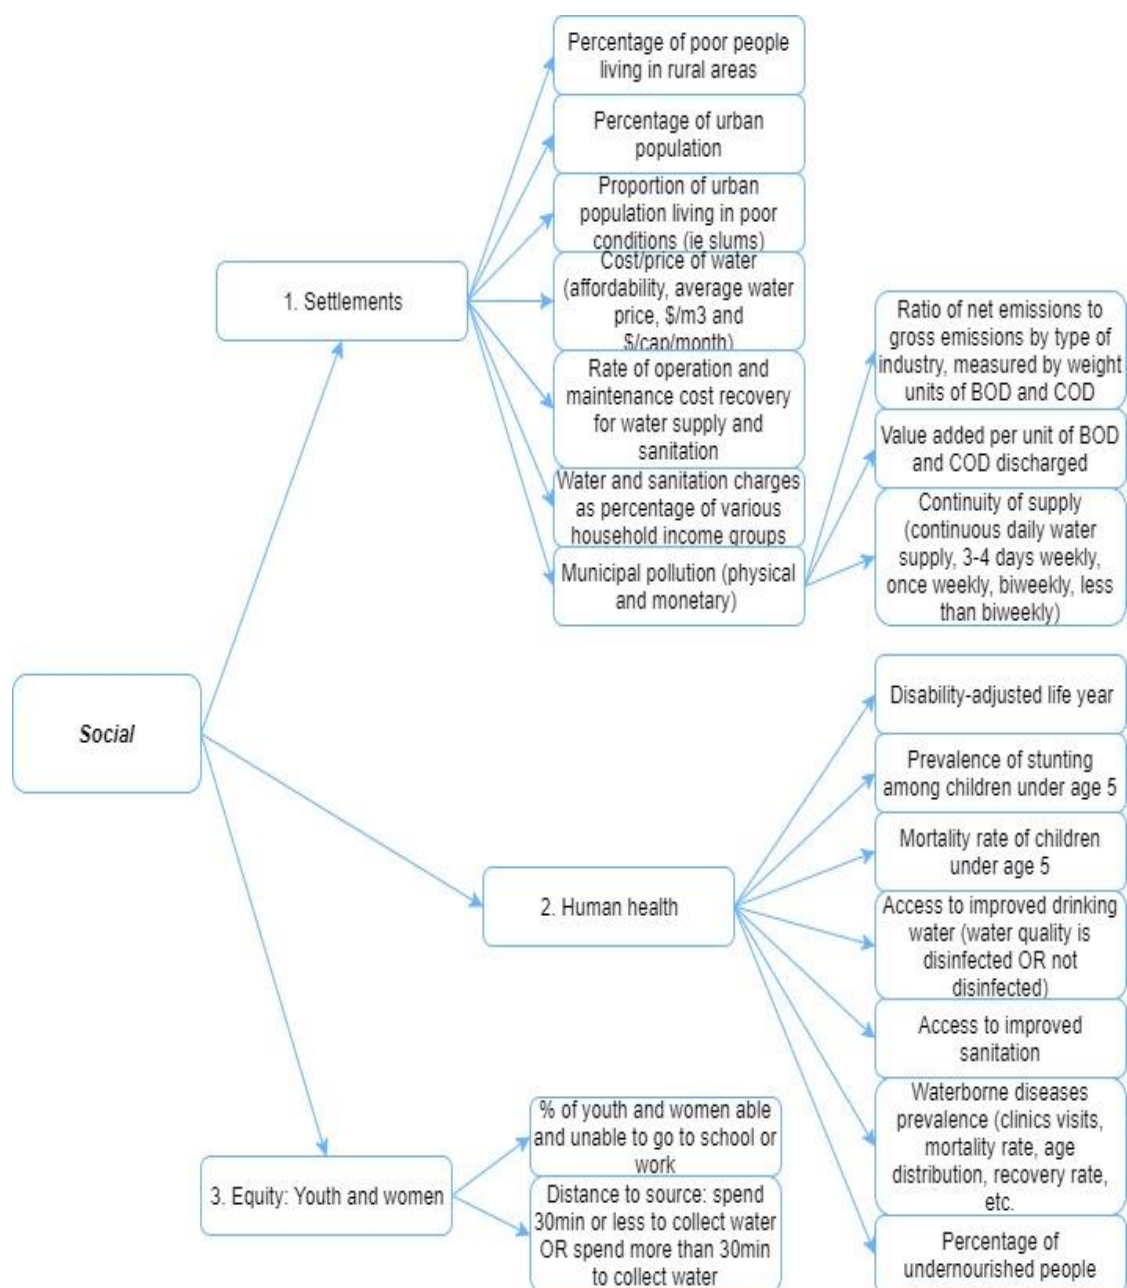 Percentage of poor people
living in rural areas
Percentage of urban
population
Proportion of urban
population living in poor
conditions (ie slums)
Cost/price of water
(affordability, average water
price, $/m3 and
$/cap/month)
Rate of operation and
maintenance cost recovery
for water supply and
sanitation
Water and sanitation charges
as percentage of various
household income groups
Municipal pollution (physical
and monetary)
1. Settlements
Ratio of net emissions to
gross emissions by type of
industry, measured by weight
units of BOD and COD
Value added per unit of BOD
and COD discharged
Continuity of supply
(continuous daily water
supply, 3-4 days weekly,
once weekly, biweekly, less
than biweekly)
Social
2. Human health
Disability-adjusted life year
Prevalence of stunting
among children under age 5
Mortality rate of children
under age 5
Access to improved drinking
water (water quality is
disinfected OR not
disinfected)
Access to improved
sanitation
Waterborne diseases
prevalence (clinics visits,
mortality rate, age
distribution, recovery rate,
etc.
Percentage of
undernourished people
3. Equity: Youth and women
% of youth and women able
and unable to go to school or
work
Distance to source: spend
30min or less to collect water
OR spend more than 30min
to collect water